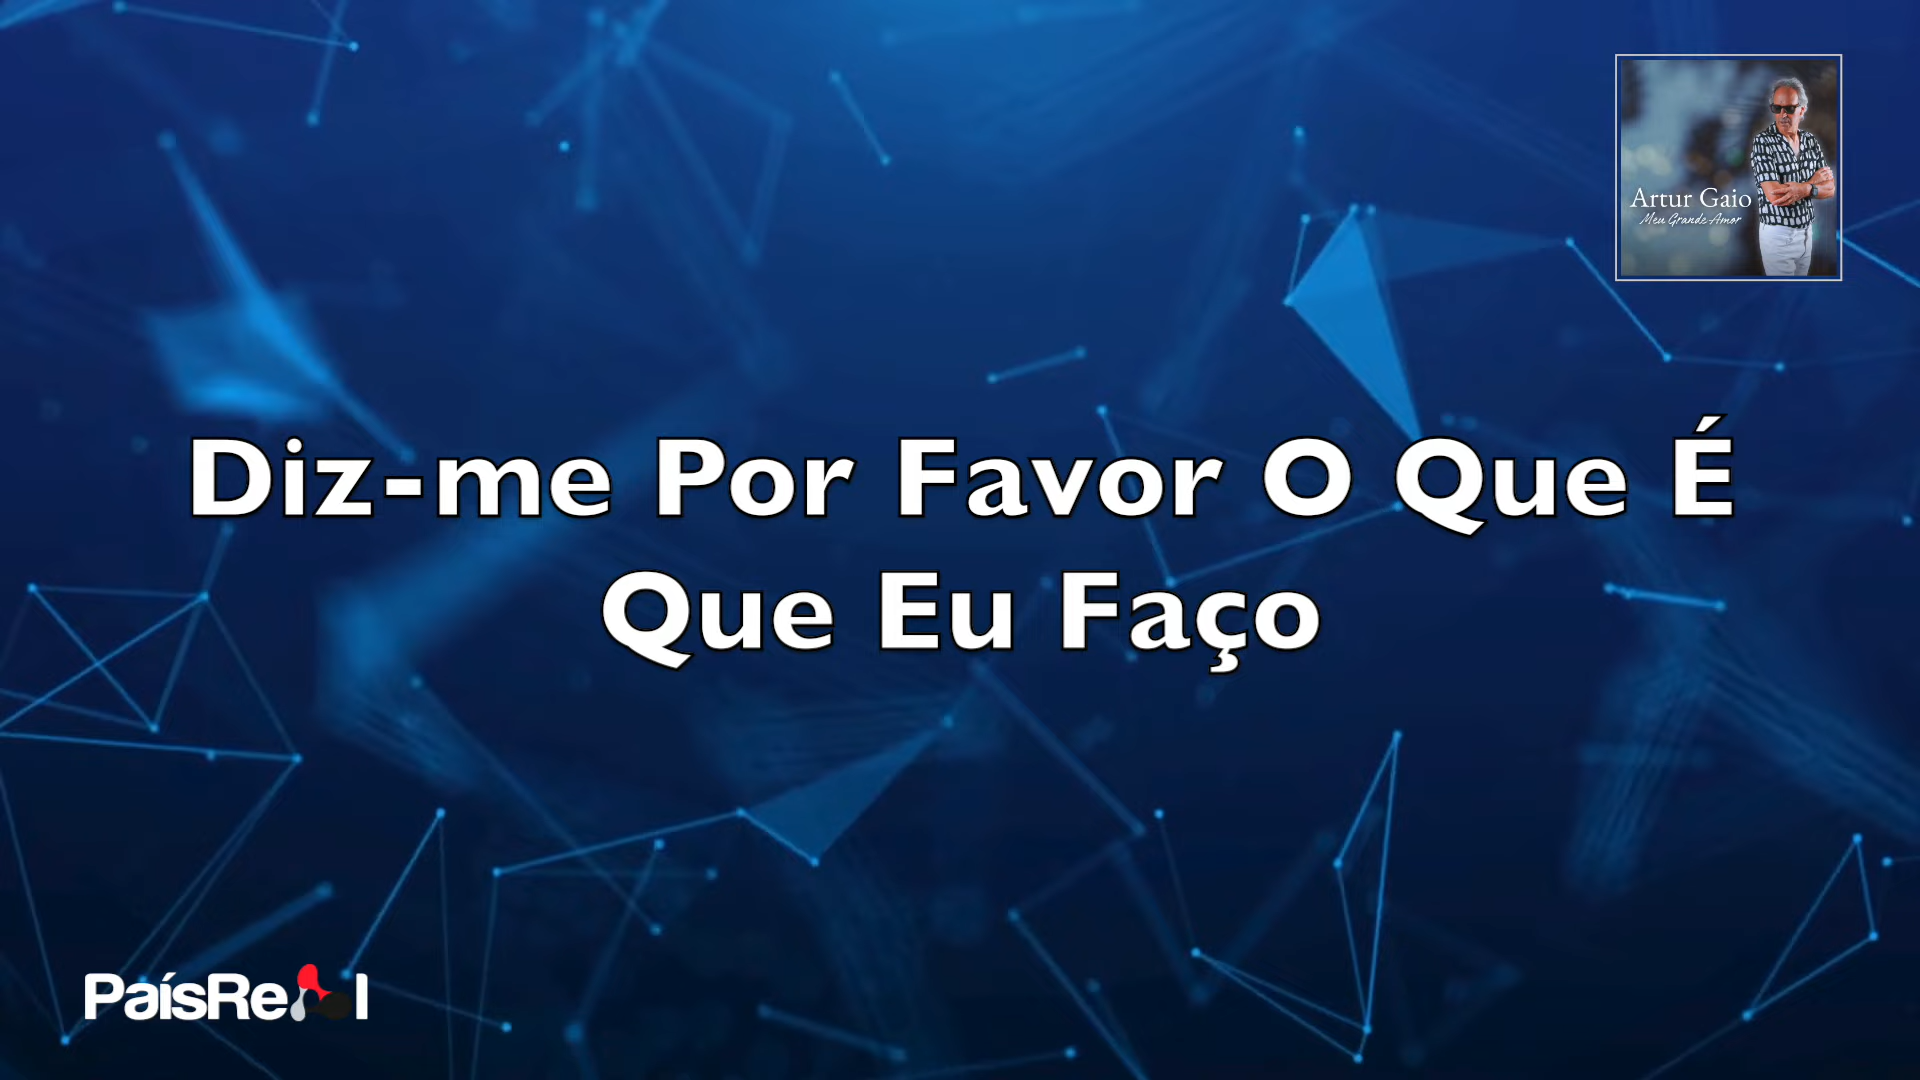 Artur Gaio
Meu Grande Amor
Diz-me Por Favor O Que É
Que Eu Faço
PaísReal